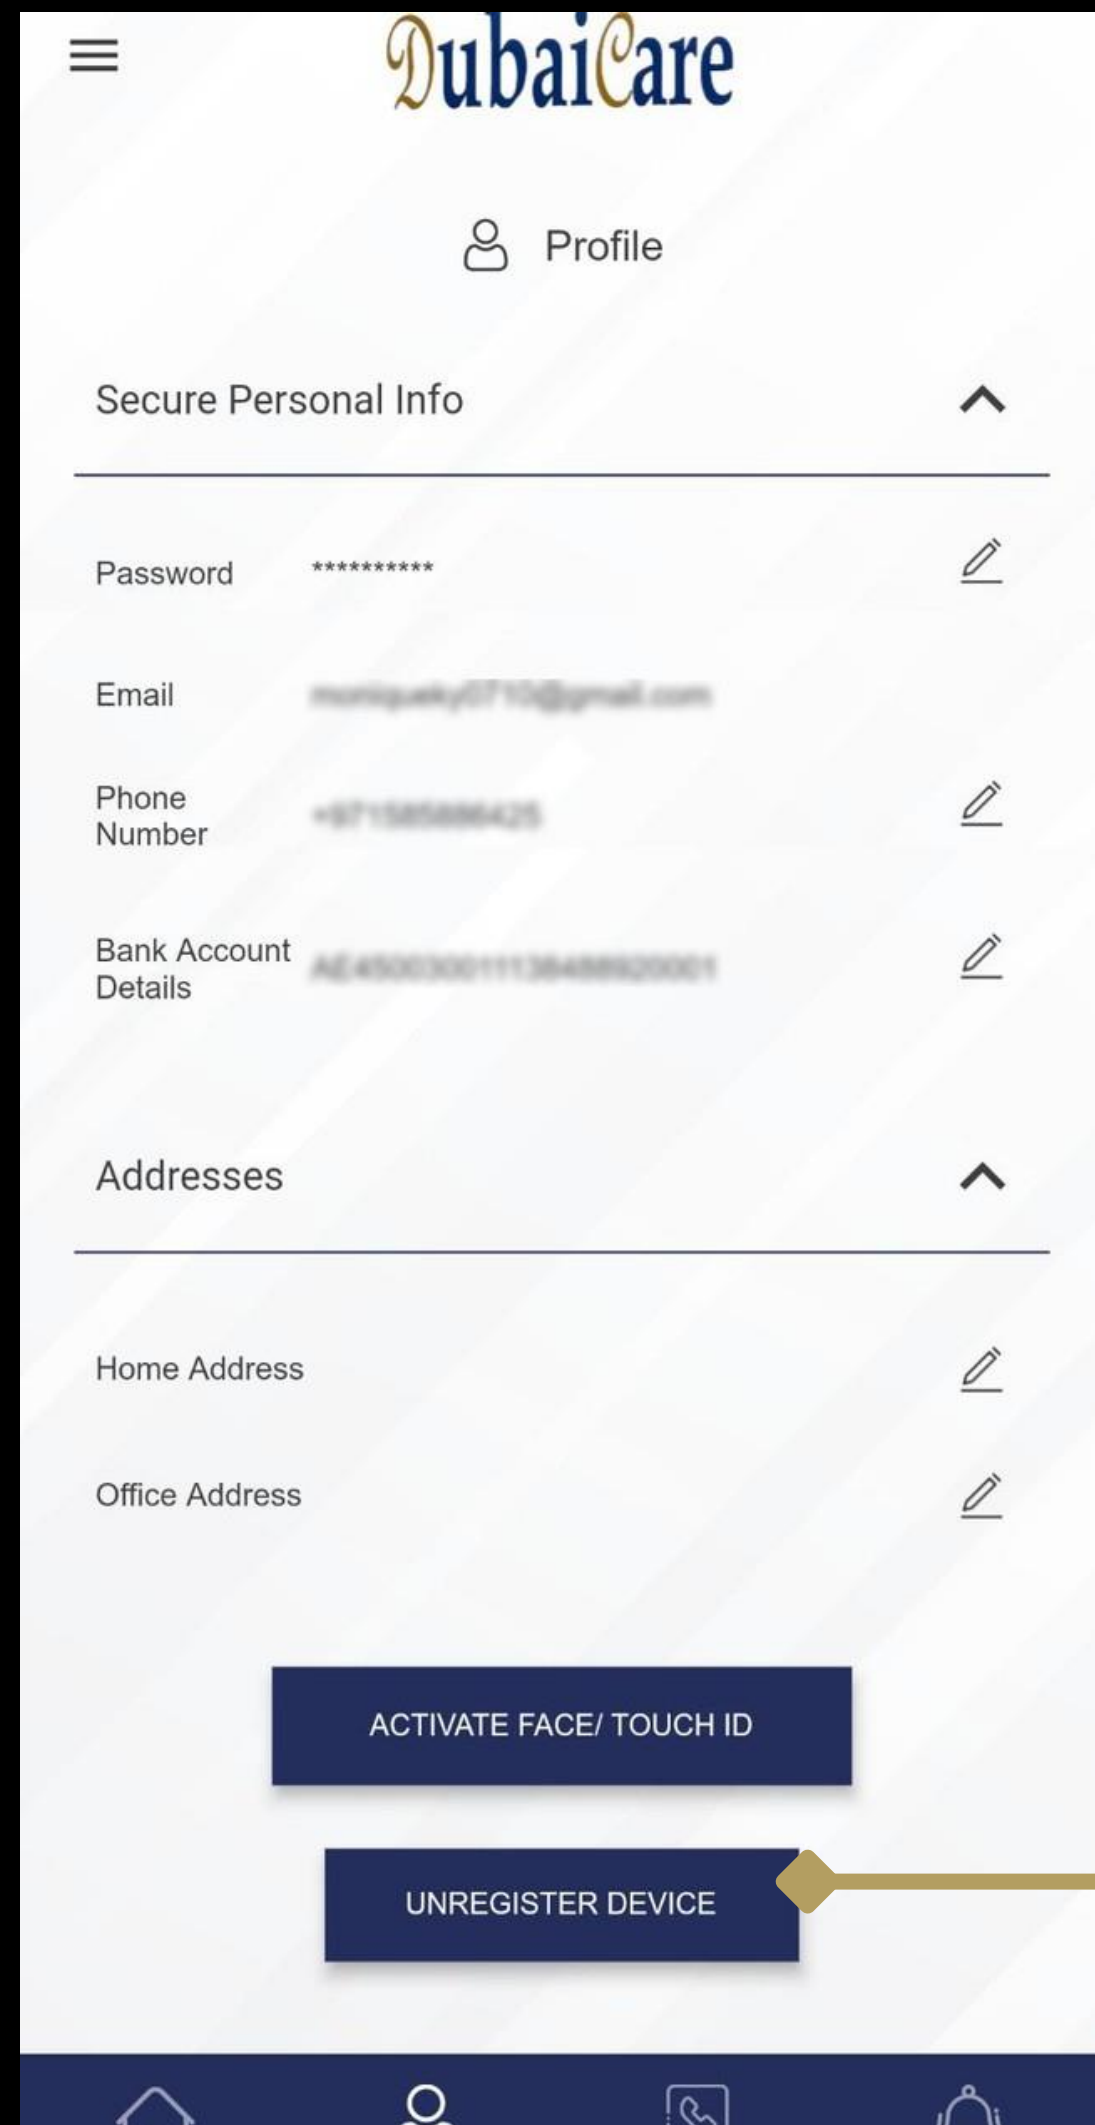 DubaiCare
Profile
Secure Personal Info
Password **********
Email
Phone
Number
Bank Account
Details
Addresses
Home Address
Office Address
ACTIVATE FACE/ TOUCH ID
UNREGISTER DEVICE